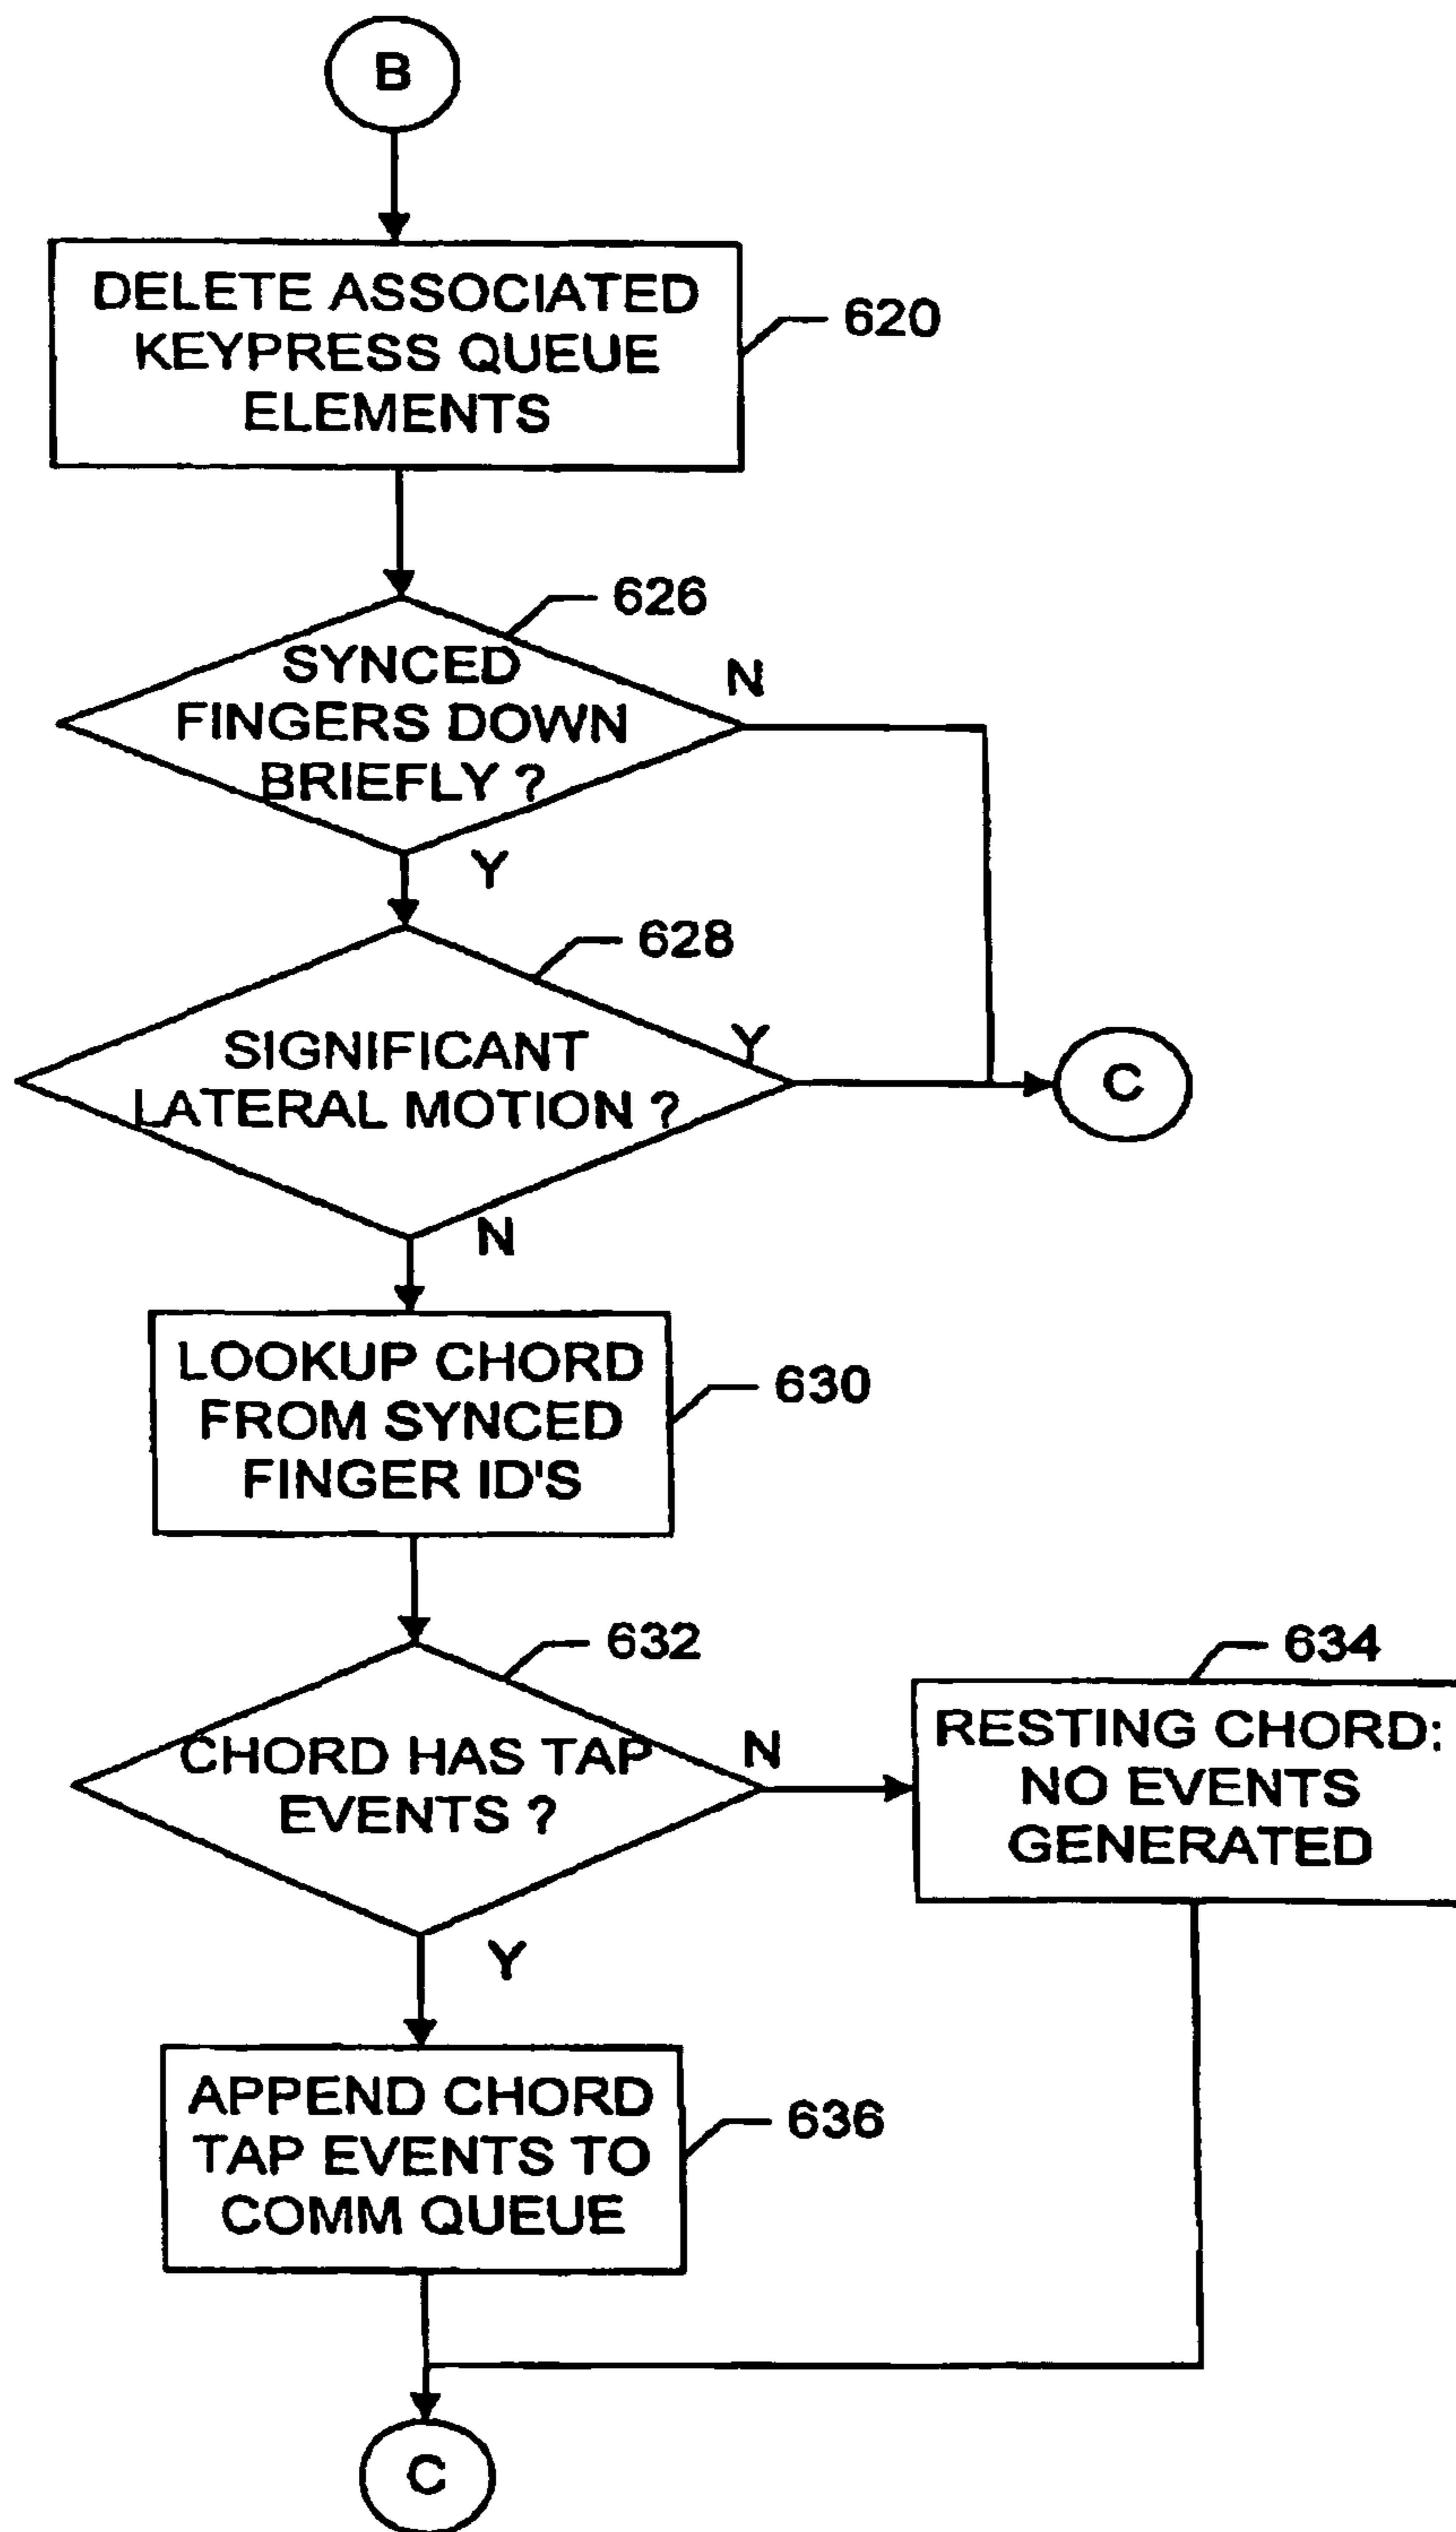 B
DELETE ASSOCIATED
KEYPRESS QUEUE
ELEMENTS
620
626
SYNCED
FINGERS DOWN
BRIEFLY ?
N
Y
628
SIGNIFICANT
LATERAL MOTION ?
Y
C
N
LOOKUP CHORD
FROM SYNCED
FINGER ID'S
630
632
CHORD HAS TAP
EVENTS ?
N
634
RESTING CHORD:
NO EVENTS
GENERATED
Y
APPEND CHORD
TAP EVENTS TO
COMM QUEUE
636
C